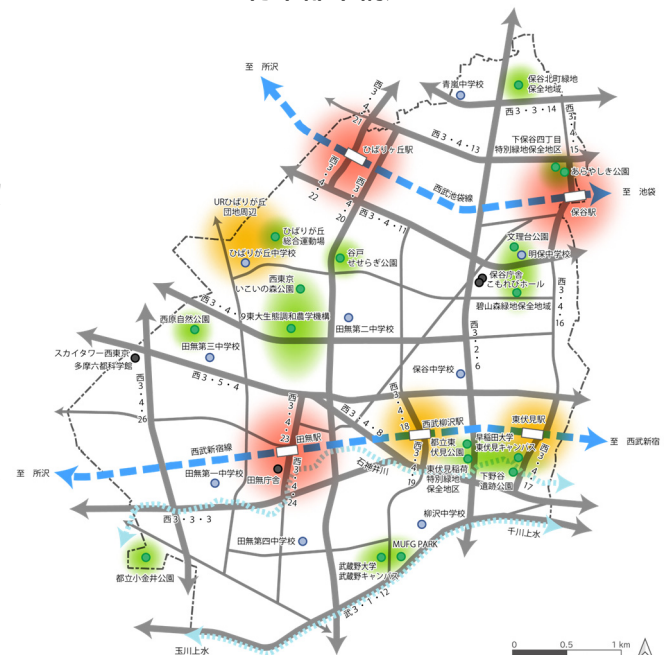 至　所沢
西3・4・21
青嵐中学校
保谷北町緑地
保全地域
西3・3・14
西3・4・15
下保谷四丁目
特別緑地保全地区
ひばりヶ丘駅
西3・4・13
あらやしき公園
西武池袋線
至　池袋
保谷駅
西3・4・22
西3・4・20
西3・4・11
URひばりが丘
団地周辺
ひばりが丘
総合運動場
ひばりが丘中学校
谷戸
せせらぎ公園
文理台公園
明保中学校
保谷庁舎
こもれびホール
碧山森緑地保全地域
西東京
いこいの森公園
西3・4・9
東大生態調和農学機構
西原自然公園
田無第二中学校
西3・4・16
スカイタワー西東京
多摩六都科学館
田無第三中学校
西3・2・6
西3・5・4
保谷中学校
西3・4・26
西3・4・23
西3・4・8
西3・4・18
西武柳沢駅
東伏見駅
田無駅
西武新宿線
至　西武新宿
都立東
伏見公園
早稲田大学
東伏見キャンパス
至　所沢
田無第一中学校
田無庁舎
石神井川
西3・4・24
西3・4・19
東伏見稲荷
特別緑地
保全地区
下野谷
遺跡公園
西3・4・17
西3・3・3
柳沢中学校
千川上水
田無第四中学校
MUFG PARK
武蔵野大学
武蔵野キャンパス
都立小金井公園
武3・1・12
玉川上水
0 0.5 1 km